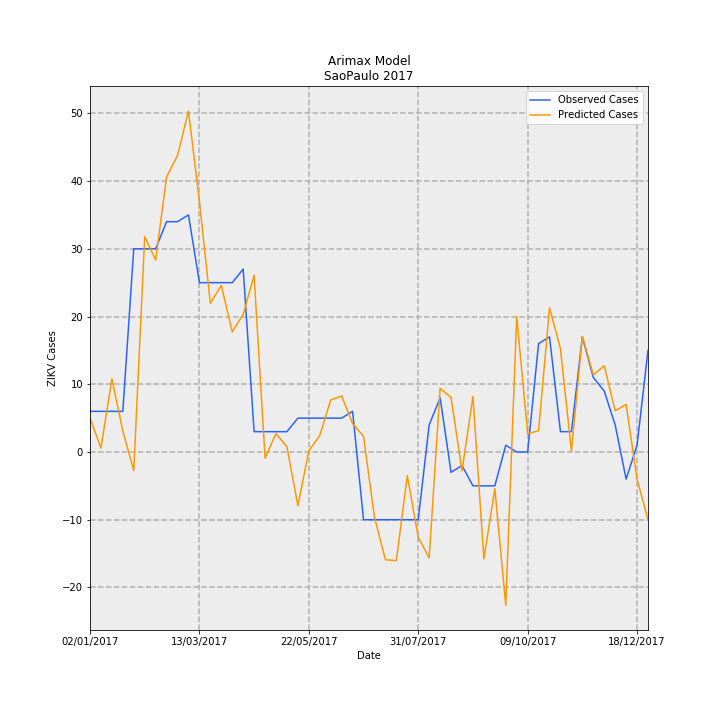 Arimax Model
SaoPaulo 2017
Observed Cases
Predicted Cases
50
40
30
20
10
0
−10
−20
ZIKV Cases
02/01/2017 13/03/2017 22/05/2017 31/07/2017 09/10/2017 18/12/2017
Date